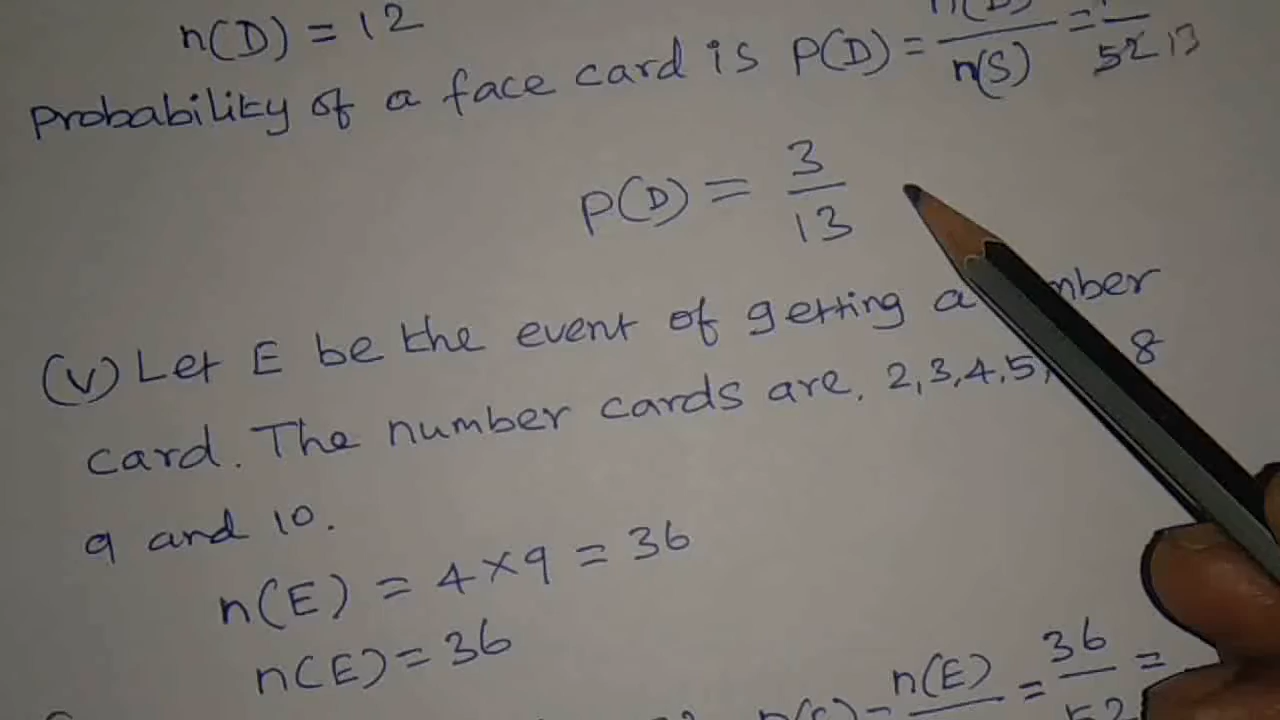 n(D) = 12
Probability of a face card is P(D) = n(D)/n(S) = /52 13
P(D) = 3/13
(v) Let E be the event of getting a
card. The number cards are, 2,3,4,5, 8
9 and 10.
n(E) = 4×9 = 36
n(E) = 36
n(E)/ = 36/52 =